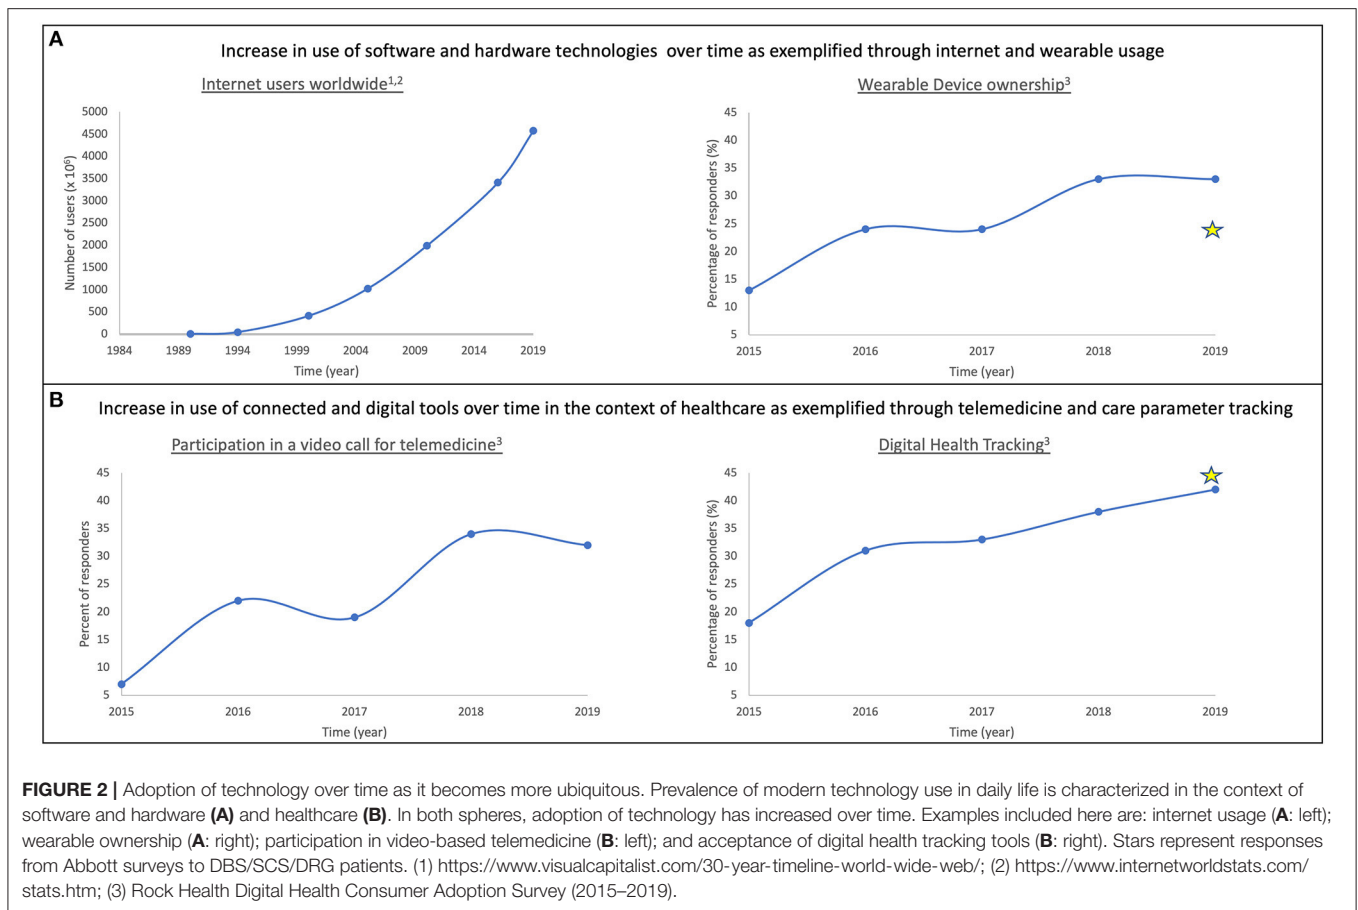 A
Increase in use of software and hardware technologies over time as exemplified through internet and wearable usage
Internet users worldwide1,2
Number of users (x 10⁶)
5000
4500
4000
3500
3000
2500
2000
1500
1000
500
0
1984 1989 1994 1999 2004 2009 2014 2019
Time (year)
Wearable Device ownership3
Percentage of responders (%)
45
40
35
30
25
20
15
10
5
2015 2016 2017 2018 2019
Time (year)
B
Increase in use of connected and digital tools over time in the context of healthcare as exemplified through telemedicine and care parameter tracking
Participation in a video call for telemedicine3
Percent of responders
45
40
35
30
25
20
15
10
5
2015 2016 2017 2018 2019
Time (year)
Digital Health Tracking3
Percentage of responders (%)
45
40
35
30
25
20
15
10
5
2015 2016 2017 2018 2019
Time (year)
FIGURE 2 | Adoption of technology over time as it becomes more ubiquitous. Prevalence of modern technology use in daily life is characterized in the context of
software and hardware (A) and healthcare (B). In both spheres, adoption of technology has increased over time. Examples included here are: internet usage (A: left);
wearable ownership (A: right); participation in video-based telemedicine (B: left); and acceptance of digital health tracking tools (B: right). Stars represent responses
from Abbott surveys to DBS/SCS/DRG patients. (1) https://www.visualcapitalist.com/30-year-timeline-world-wide-web/; (2) https://www.internetworldstats.com/
stats.htm; (3) Rock Health Digital Health Consumer Adoption Survey (2015–2019).